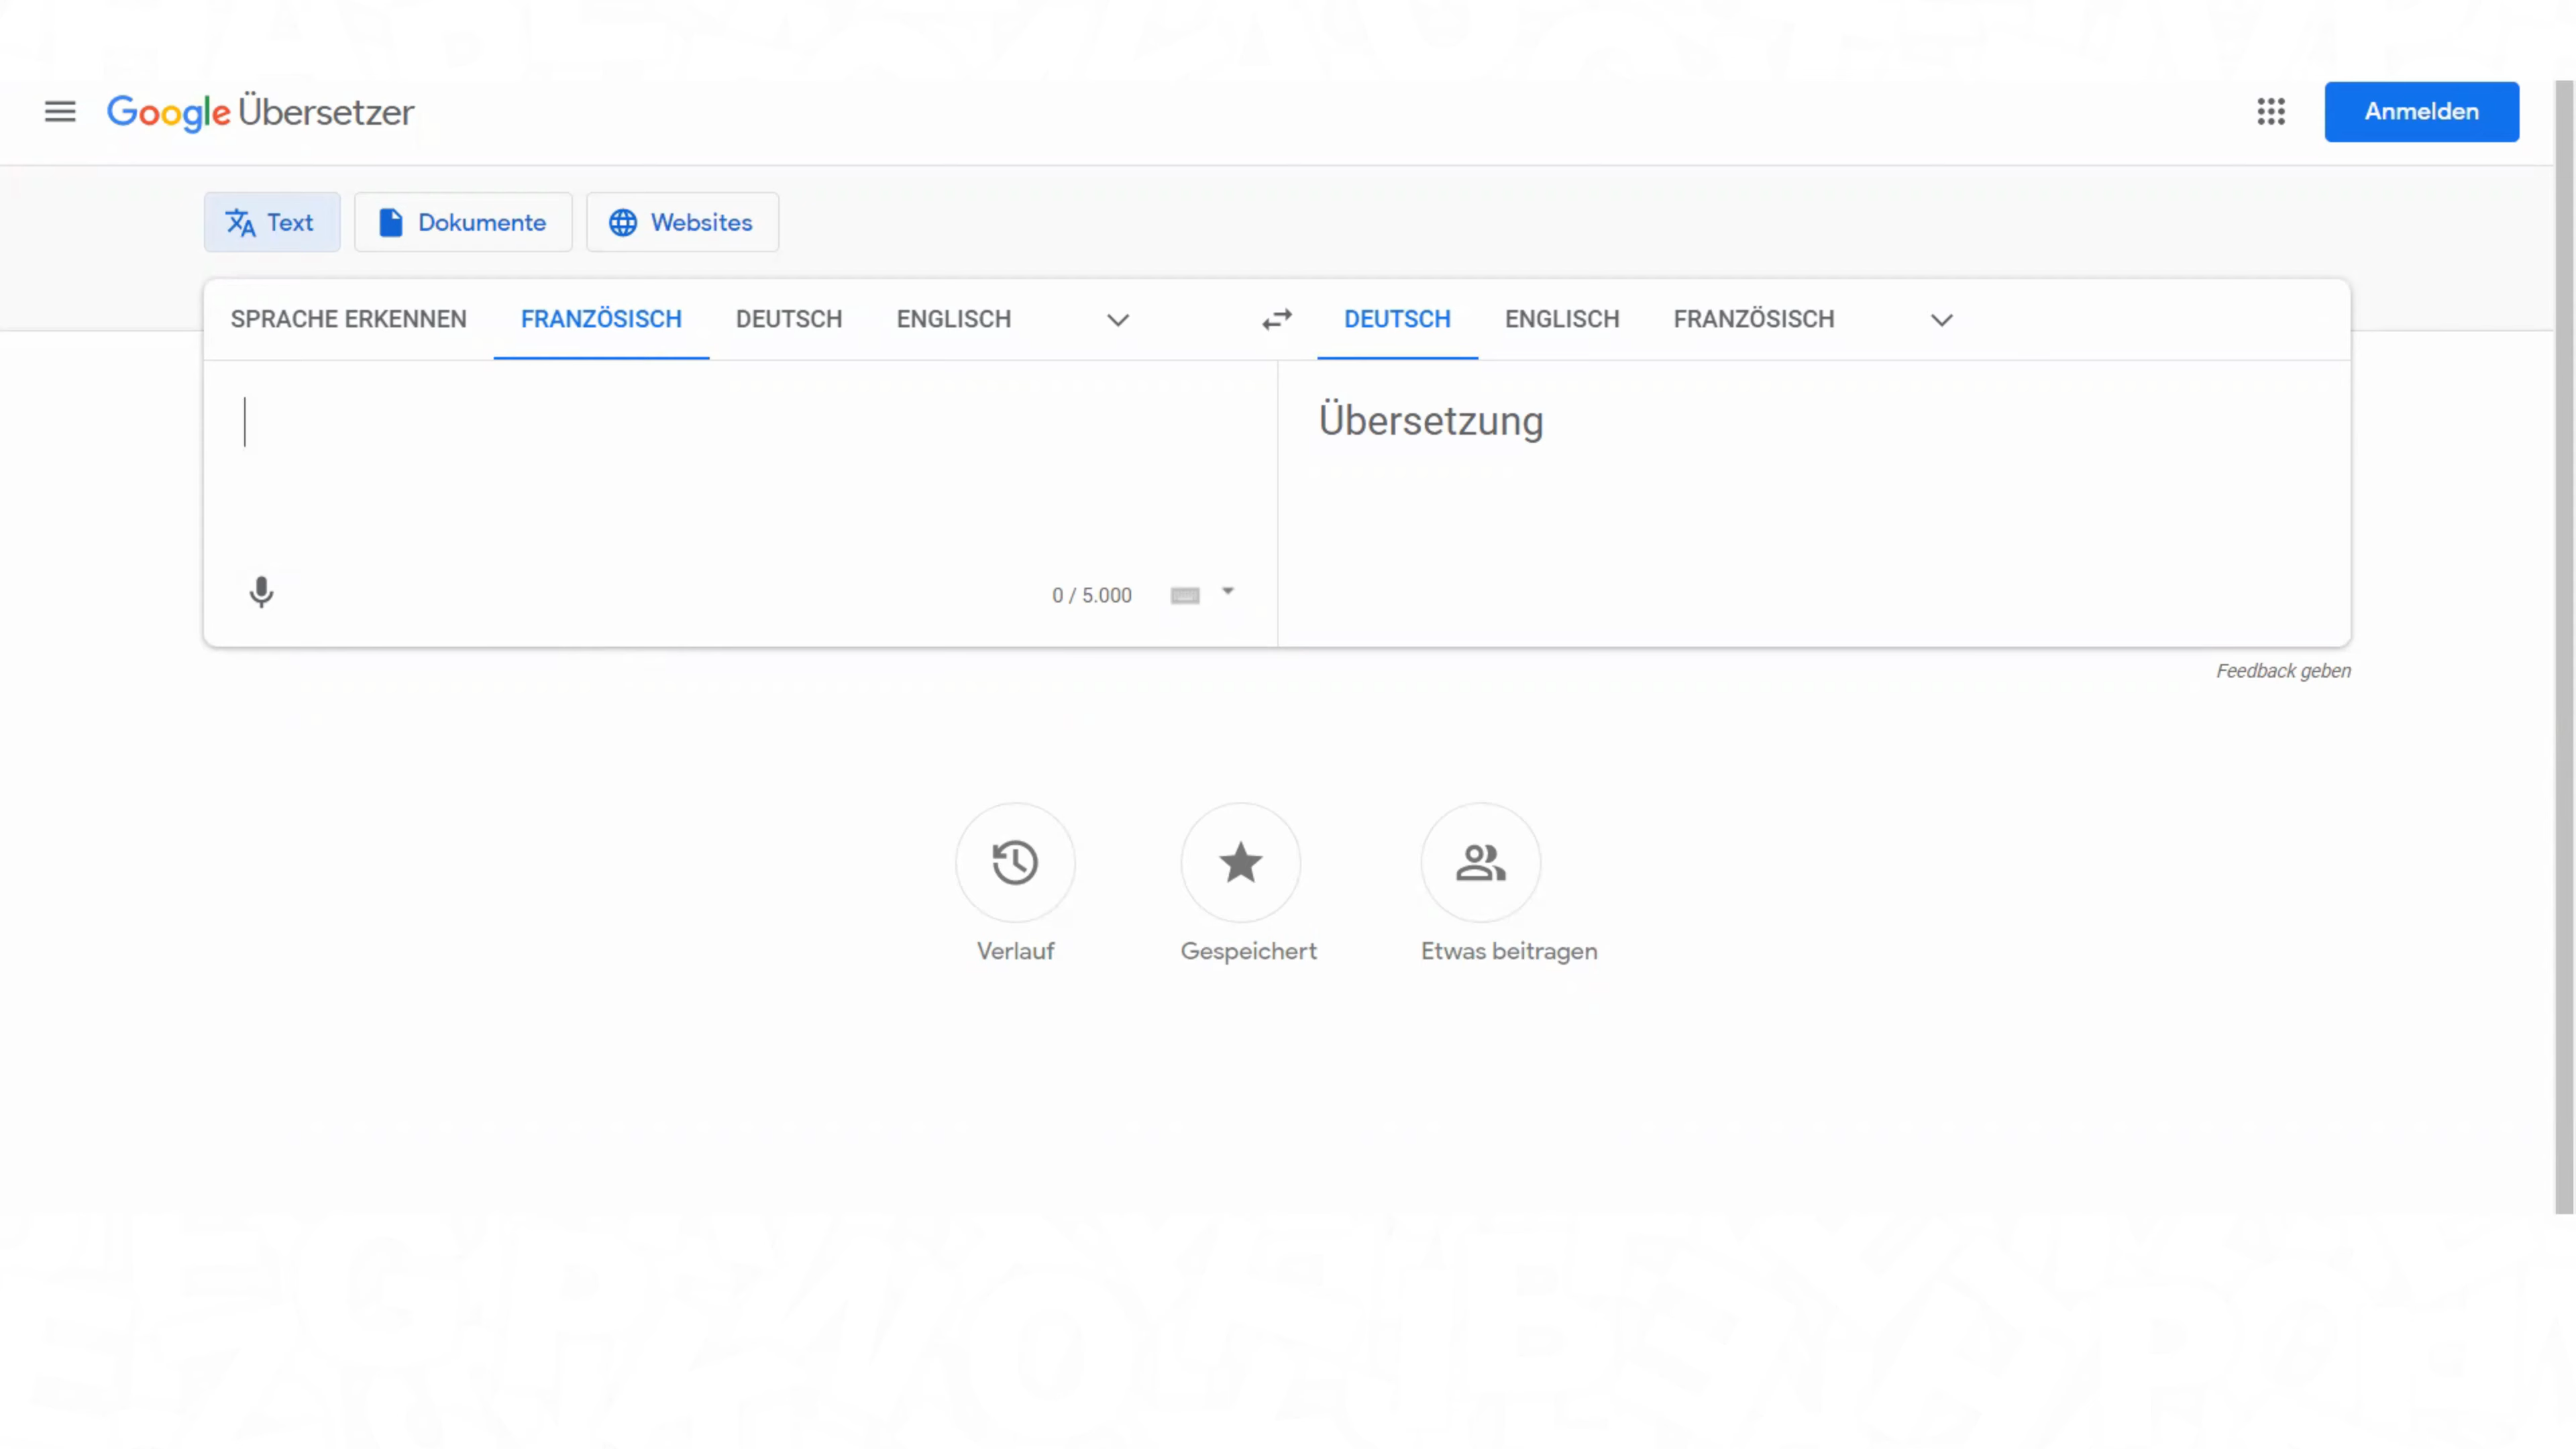 Google Übersetzer
Anmelden
Text Dokumente Websites
SPRACHE ERKENNEN FRANZÖSISCH DEUTSCH ENGLISCH DEUTSCH ENGLISCH FRANZÖSISCH
Übersetzung
0 / 5.000
Feedback geben
Verlauf Gespeichert Etwas beitragen